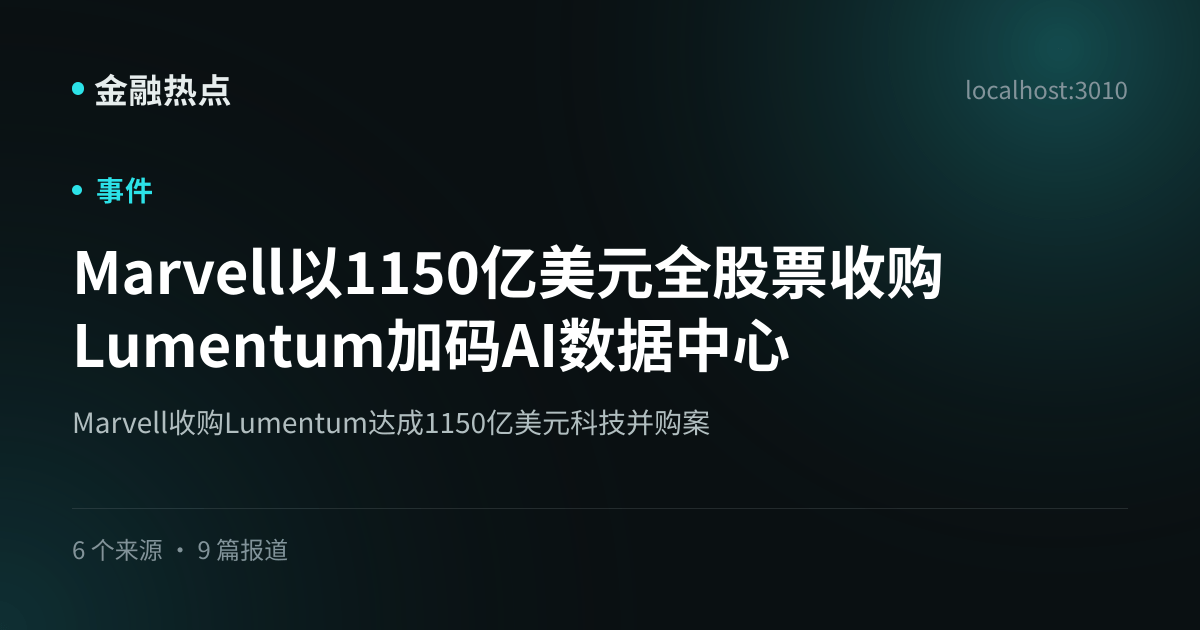 金融热点
localhost:3010
事件
Marvell以1150亿美元全股票收购
Lumentum加码AI数据中心
Marvell收购Lumentum达成1150亿美元科技并购案
6 个来源 · 9 篇报道